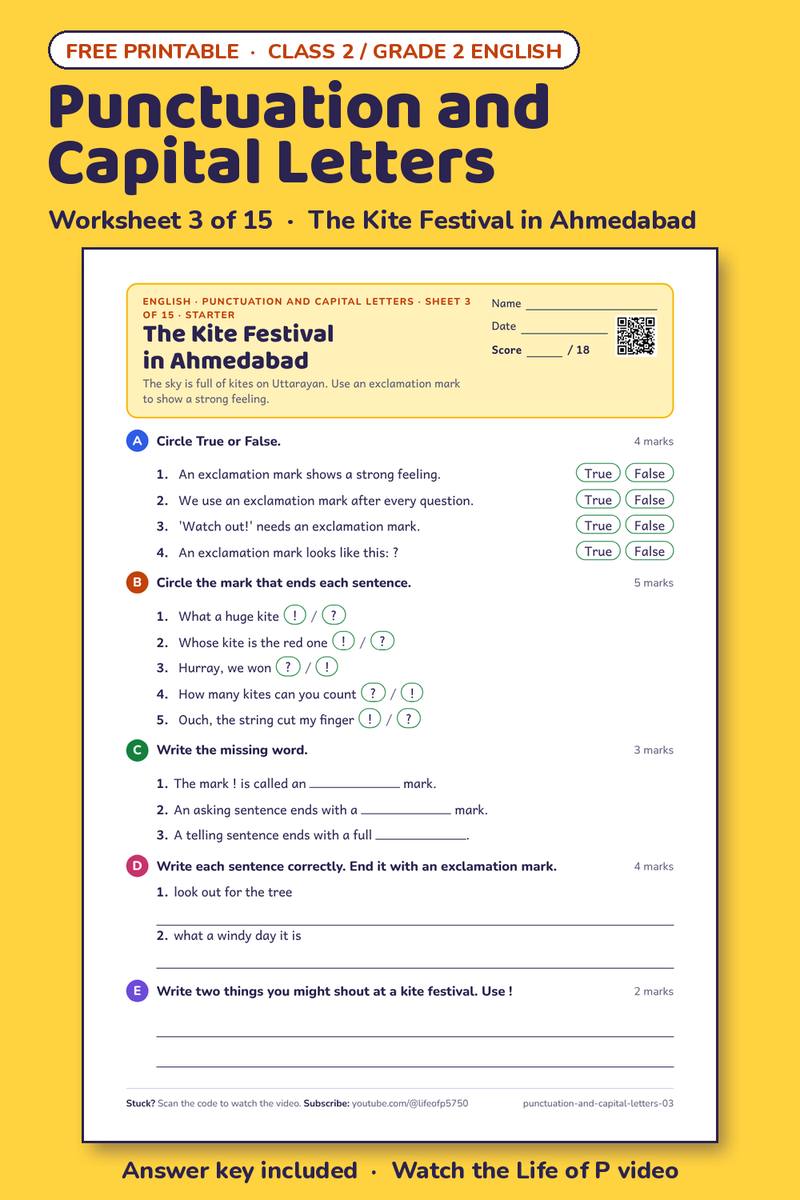 FREE PRINTABLE · CLASS 2 / GRADE 2 ENGLISH
Punctuation and
Capital Letters
Worksheet 3 of 15 · The Kite Festival in Ahmedabad
ENGLISH · PUNCTUATION AND CAPITAL LETTERS · SHEET 3
OF 15 · STARTER
The Kite Festival
in Ahmedabad
The sky is full of kites on Uttarayan. Use an exclamation mark
to show a strong feeling.
Name
Date
Score / 18
A Circle True or False. 4 marks
1. An exclamation mark shows a strong feeling. True False
2. We use an exclamation mark after every question. True False
3. 'Watch out!' needs an exclamation mark. True False
4. An exclamation mark looks like this: ? True False
B Circle the mark that ends each sentence. 5 marks
1. What a huge kite ! / ?
2. Whose kite is the red one ! / ?
3. Hurray, we won ? / !
4. How many kites can you count ? / !
5. Ouch, the string cut my finger ! / ?
C Write the missing word. 3 marks
1. The mark ! is called an ____ mark.
2. An asking sentence ends with a ____ mark.
3. A telling sentence ends with a full ____.
D Write each sentence correctly. End it with an exclamation mark. 4 marks
1. look out for the tree
2. what a windy day it is
E Write two things you might shout at a kite festival. Use ! 2 marks
Stuck? Scan the code to watch the video. Subscribe: youtube.com/@lifeofp5750 punctuation-and-capital-letters-03
Answer key included · Watch the Life of P video